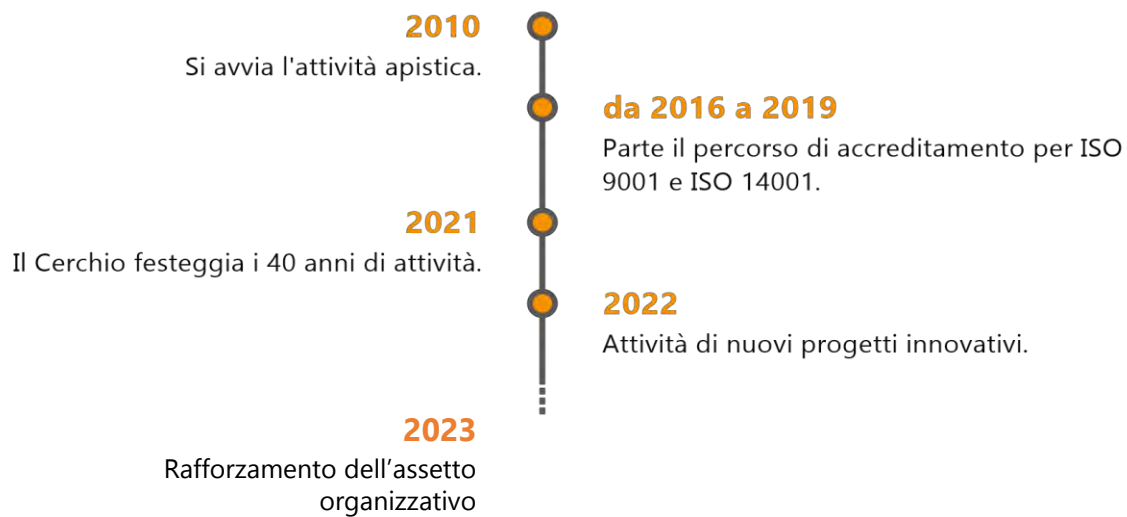 2010
Si avvia l'attività apistica.
da 2016 a 2019
Parte il percorso di accreditamento per ISO
9001 e ISO 14001.
2021
Il Cerchio festeggia i 40 anni di attività.
2022
Attività di nuovi progetti innovativi.
2023
Rafforzamento dell’assetto
organizzativo